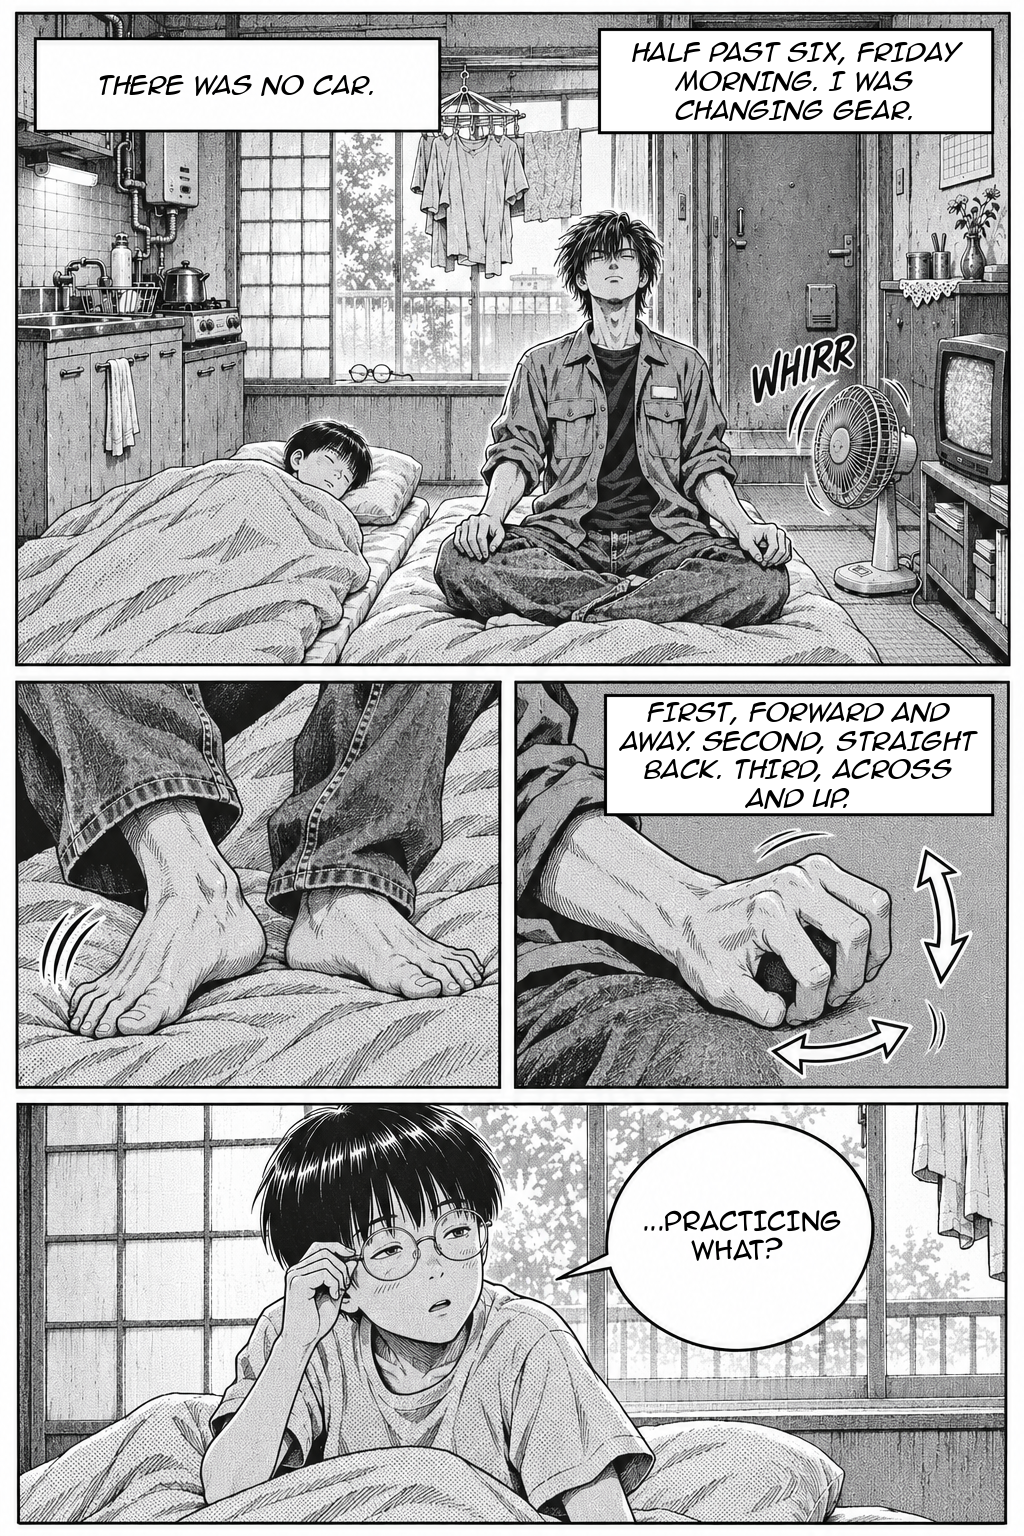 THERE WAS NO CAR.
HALF PAST SIX, FRIDAY
MORNING. I WAS
CHANGING GEAR.
WHIRR
FIRST, FORWARD AND
AWAY. SECOND, STRAIGHT
BACK. THIRD, ACROSS
AND UP.
...PRACTICING
WHAT?